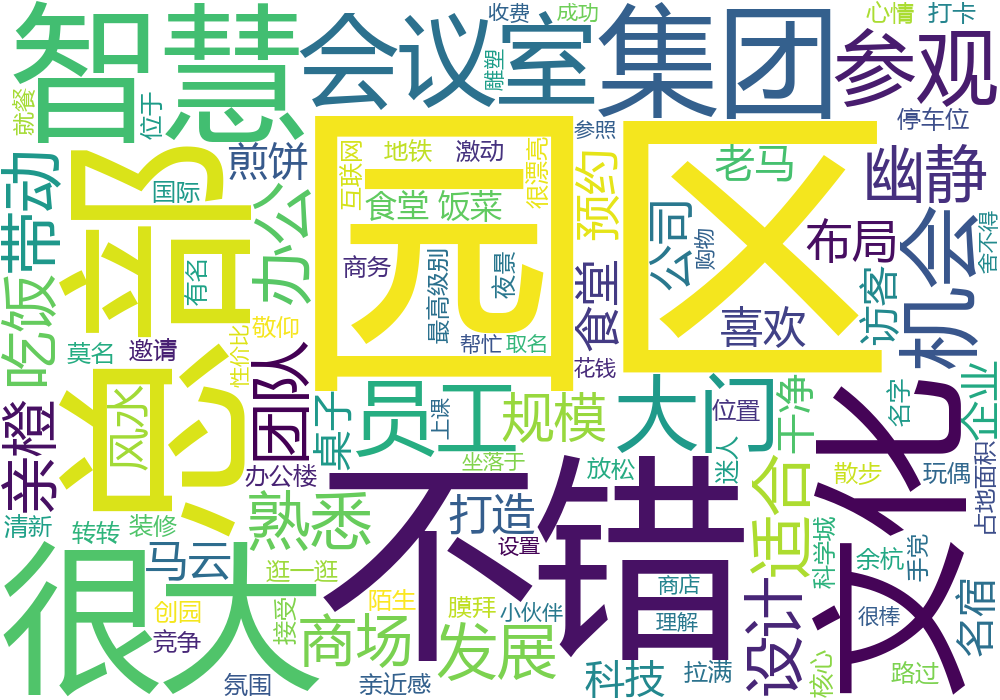 智慧
会议室
集团
参观
收费
成功
心情
打卡
雕塑
就餐
位于
煎饼
互联网
地铁
激动
很漂亮
参照
停车位
国际
食堂
饭菜
预约
老马
幽静
带动
总部
办公
园区
公司
购物
布局
机会
舍不得
有名
商务
最高级别
夜景
食堂
喜欢
访客
吃饭
敬仰
帮忙
取名
莫名
邀请
性价比
花钱
团队
员工
上课
规模
大门
位置
干净
名字
企业
亲橙
风水
桌子
办公楼
坐落于
放松
迷人
散步
玩偶
文化
占地面积
清新
转转
装修
熟悉
不错
打造
设置
适合
科学城
余杭
手党
马云
逛一逛
很大
创园
竞争
接受
陌生
膜拜
小伙伴
商店
理解
设计
很棒
名宿
商场
发展
科技
拉满
核心
路过
氛围
亲近感